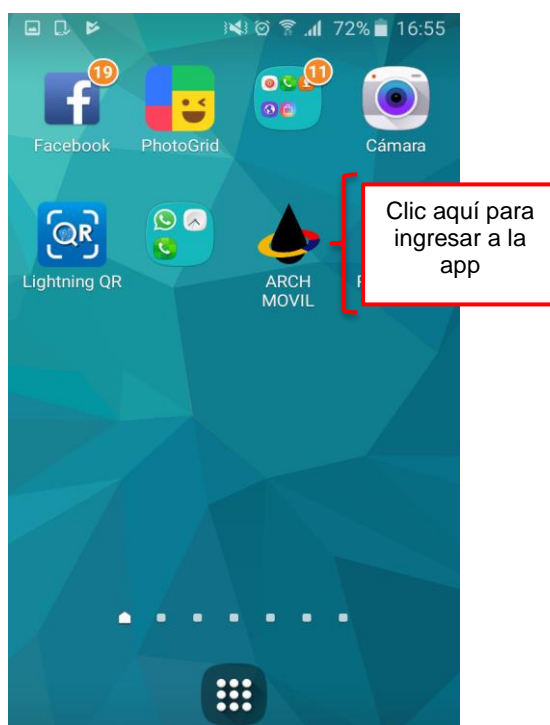 72% 16:55
19
11
Facebook
PhotoGrid
Cámara
QR
Lightning QR
ARCH
MOVIL
Clic aquí para
ingresar a la
app